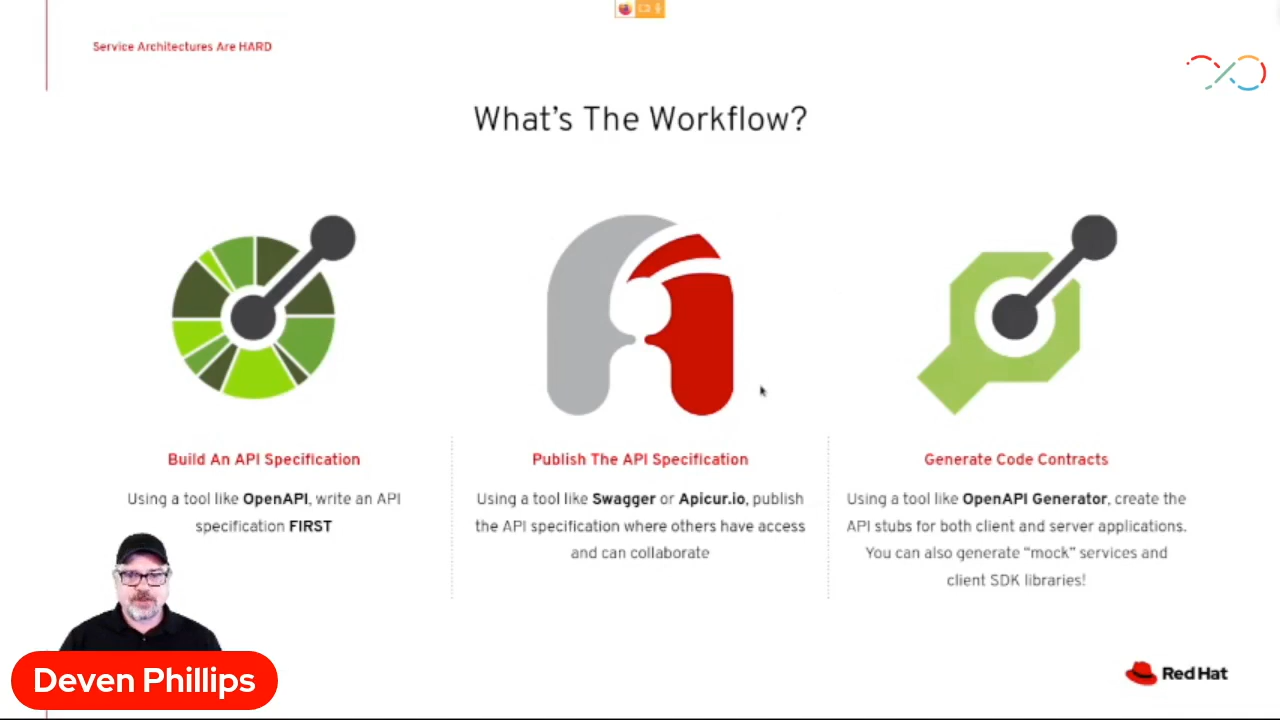 Service Architectures Are HARD
What's The Workflow?
Build An API Specification
Using a tool like OpenAPI, write an API
specification FIRST
Publish The API Specification
Using a tool like Swagger or Apicur.io, publish
the API specification where others have access
and can collaborate
Generate Code Contracts
Using a tool like OpenAPI Generator, create the
API stubs for both client and server applications.
You can also generate "mock" services and
client SDK libraries!
Deven Phillips
Red Hat